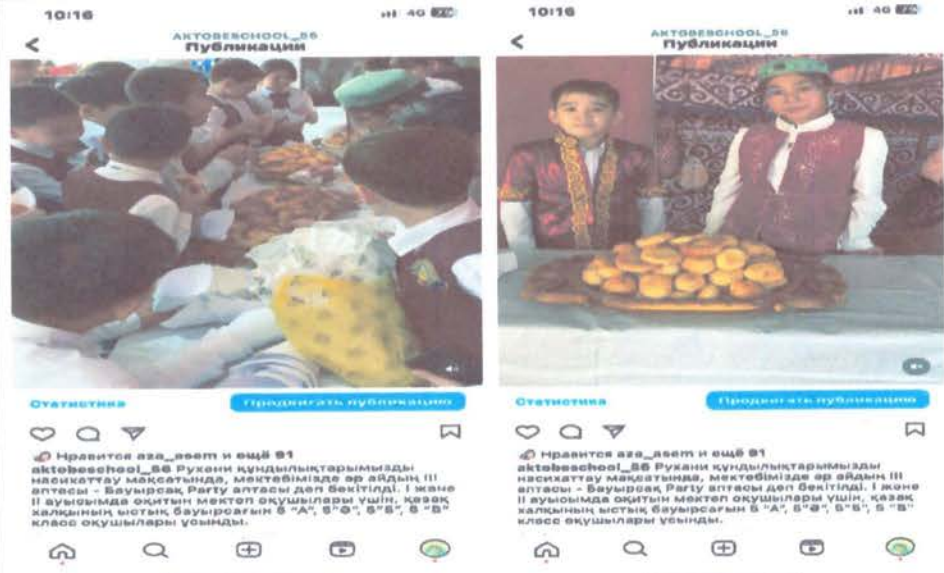 10:16
4G
AKTOBESCHOOL_56
Публикации
Статистика
Продвигать публикацию
Нравится aza_asem и ещё 91
aktobeschool_56 Рухани құндылықтарымызды
насихаттау мақсатында, мектебімізде әр айдың III
аптасы - Бауырсақ Party аптасы деп бекітілді. I және
II ауысымда оқитын мектеп оқушылары үшін, қазақ
халқының ыстық бауырсағын 5 "А", 5"Ә", 5"Б", 5 "В"
класс оқушылары ұсынды.
10:16
4G
AKTOBESCHOOL_56
Публикации
Статистика
Продвигать публикацию
Нравится aza_asem и ещё 91
aktobeschool_56 Рухани құндылықтарымызды
насихаттау мақсатында, мектебімізде әр айдың III
аптасы - Бауырсақ Party аптасы деп бекітілді. I және
II ауысымда оқитын мектеп оқушылары үшін, қазақ
халқының ыстық бауырсағын 5 "А", 5"Ә", 5"Б", 5 "В"
класс оқушылары ұсынды.